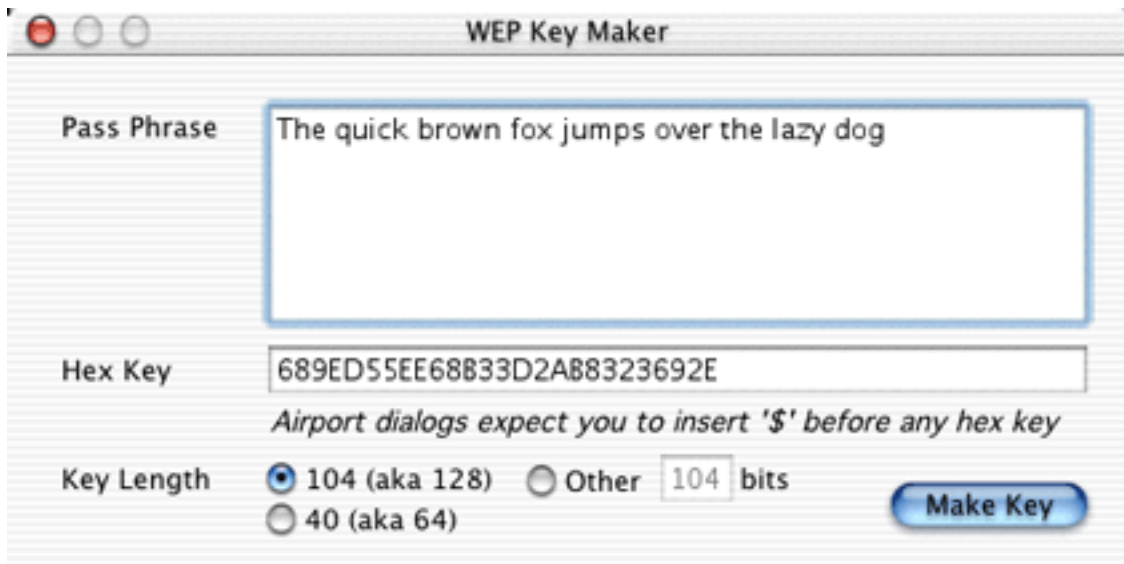 WEP Key Maker
Pass Phrase
The quick brown fox jumps over the lazy dog
Hex Key
689ED55EE68B33D2AB8323692E
Airport dialogs expect you to insert '$' before any hex key
Key Length
104 (aka 128)
Other 104 bits
40 (aka 64)
Make Key